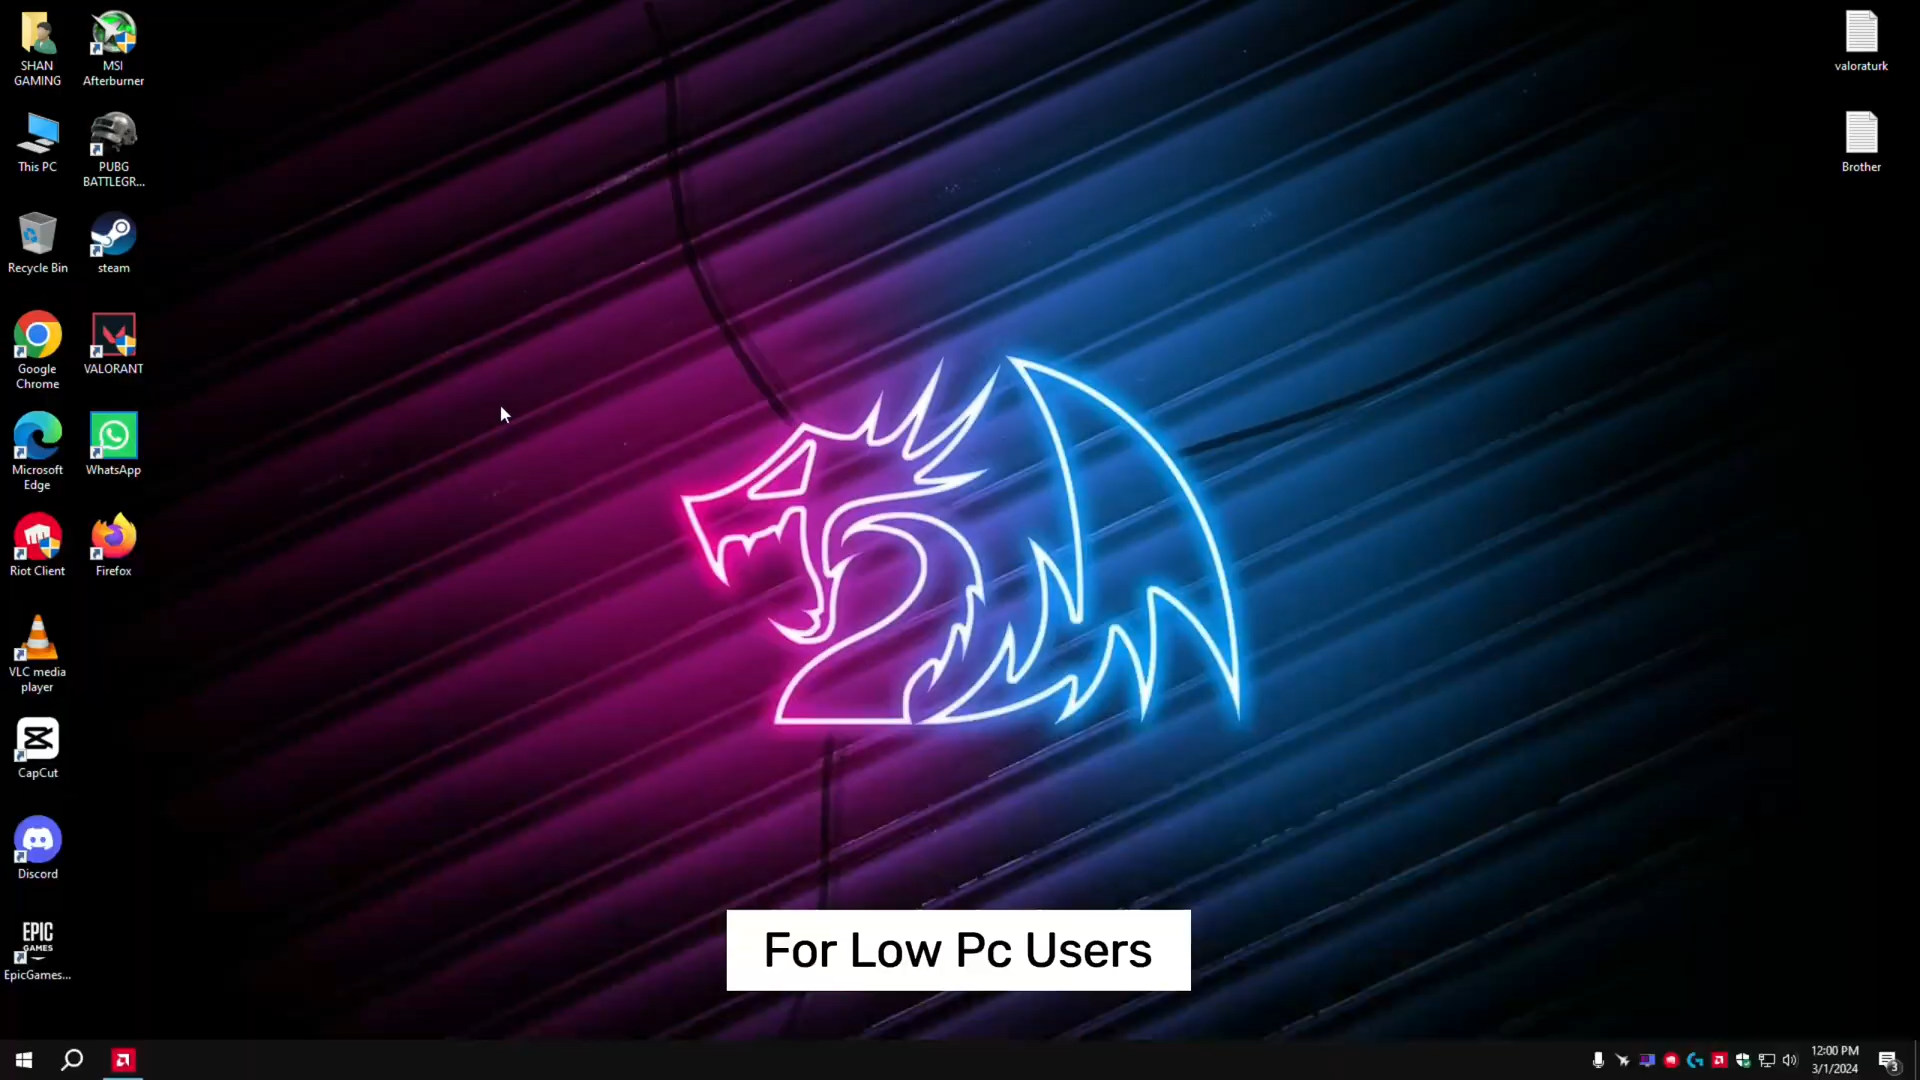 SHAN
GAMING
MSI
Afterburner
This PC
PUBG
BATTLEGR...
Recycle Bin
steam
Google
Chrome
VALORANT
Microsoft
Edge
WhatsApp
Riot Client
Firefox
VLC media
player
CapCut
Discord
EPIC
GAMES
EpicGames...
valoraturk
Brother
For Low Pc Users
12:00 PM
3/1/2024
3